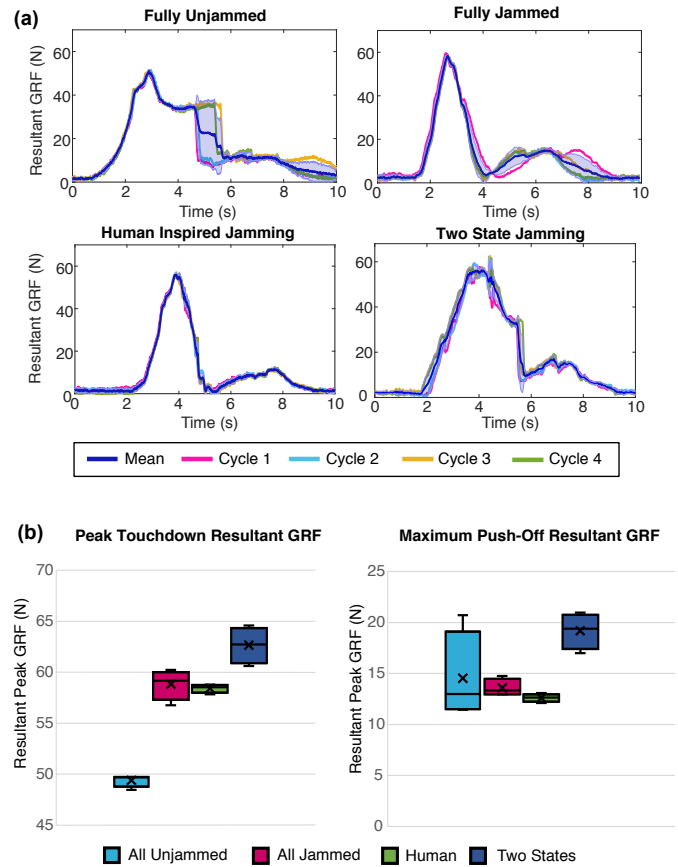 (a)
Fully Unjammed
Fully Jammed
Resultant GRF (N)
60
40
20
0
0 2 4 6 8 10
Time (s)
60
40
20
0
0 2 4 6 8 10
Time (s)
Human Inspired Jamming
Two State Jamming
Resultant GRF (N)
60
40
20
0
0 2 4 6 8 10
Time (s)
60
40
20
0
0 2 4 6 8 10
Time (s)
Mean Cycle 1 Cycle 2 Cycle 3 Cycle 4
(b)
Peak Touchdown Resultant GRF
Maximum Push-Off Resultant GRF
Resultant Peak GRF (N)
70
65
60
55
50
45
Resultant Peak GRF (N)
25
20
15
10
5
0
All Unjammed All Jammed Human Two States